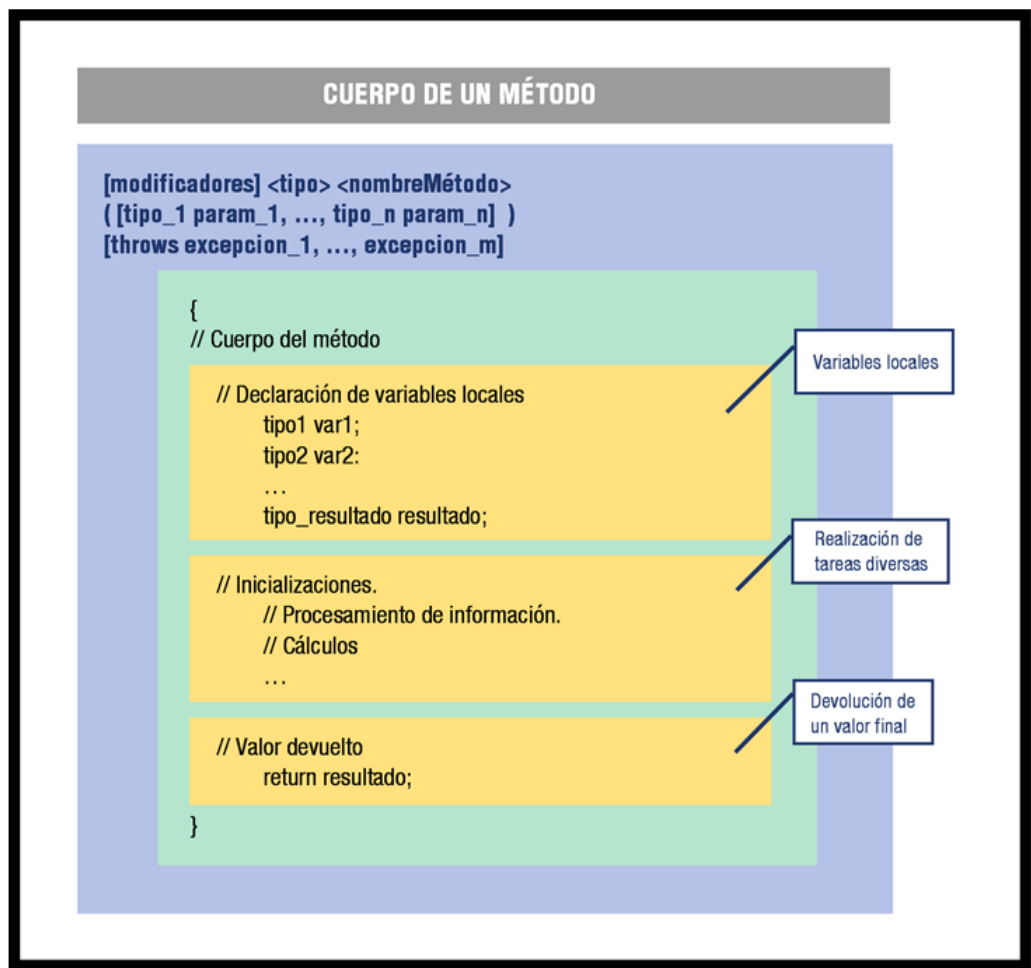 CUERPO DE UN MÉTODO
[modificadores] <tipo> <nombreMétodo>
( [tipo_1 param_1, ..., tipo_n param_n]  )
[throws excepcion_1, ..., excepcion_m]
{
// Cuerpo del método
Variables locales
// Declaración de variables locales
tipo1 var1;
tipo2 var2:
...
tipo_resultado resultado;
Realización de
tareas diversas
// Inicializaciones.
// Procesamiento de información.
// Cálculos
...
Devolución de
un valor final
// Valor devuelto
return resultado;
}